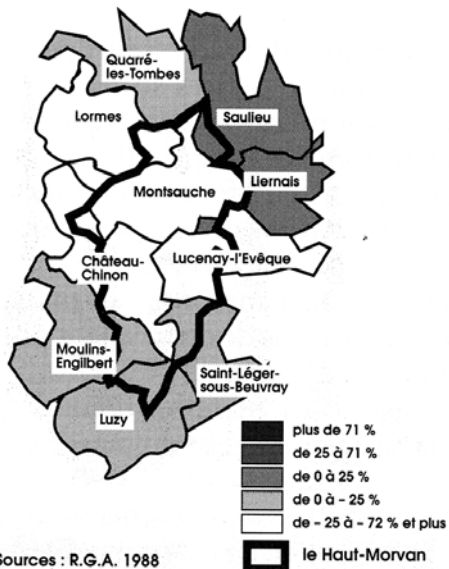 Quarré-
les-Tombes
Lormes
Saulieu
Liernais
Montsauche
Château-
Chinon
Lucenay-l'Evêque
Moulins-
Engilbert
Saint-Léger-
sous-Beuvray
Luzy
plus de 71 %
de 25 à 71 %
de 0 à 25 %
de 0 à - 25 %
de - 25 à - 72 % et plus
le Haut-Morvan
Sources : R.G.A. 1988